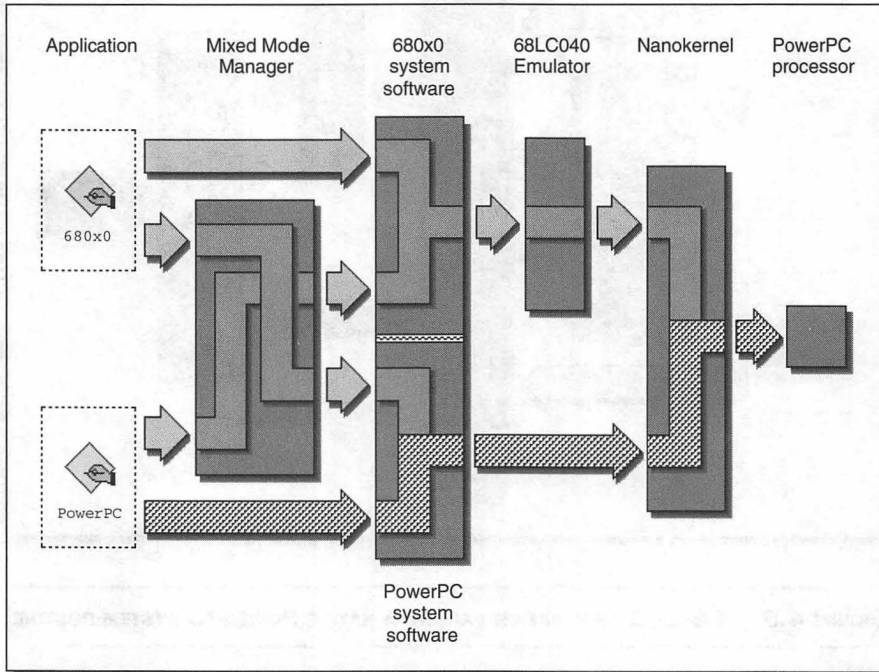 Application
Mixed Mode
Manager
680x0
system
software
68LC040
Emulator
Nanokernel
PowerPC
processor
680x0
PowerPC
PowerPC
system
software